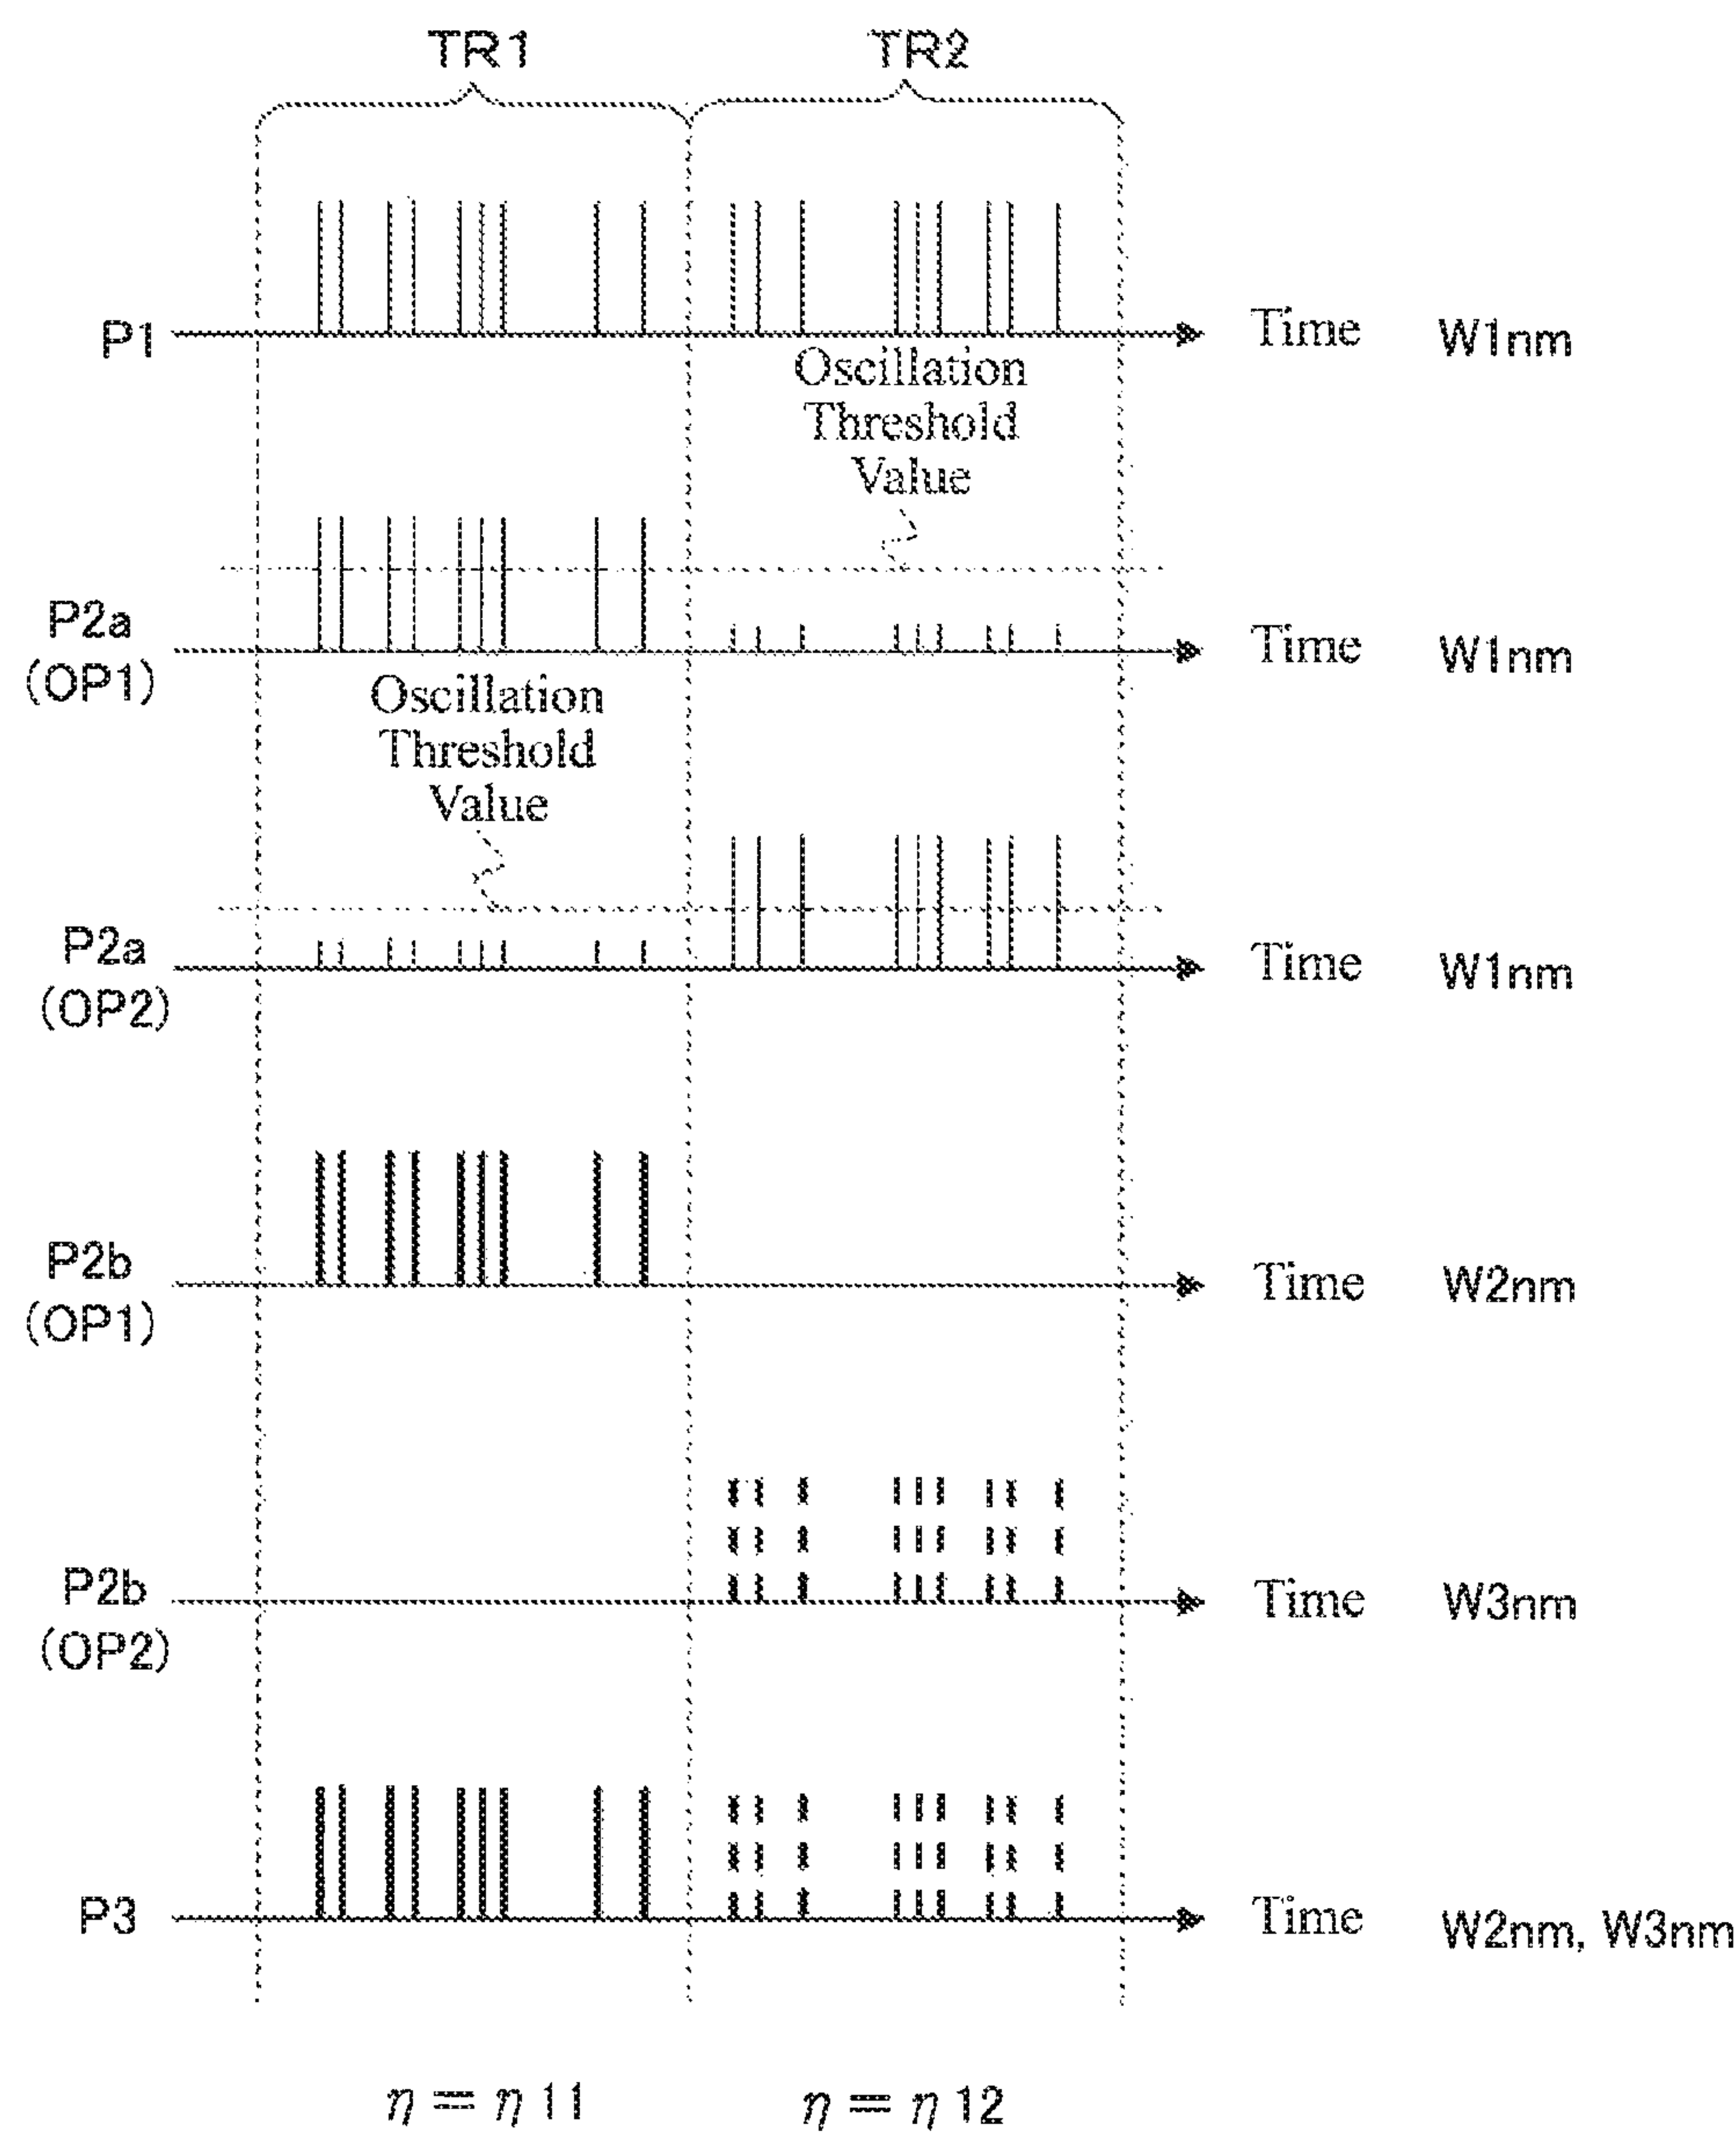 TR1 TR2
P1 Time W1nm
Oscillation
Threshold
Value
P2a
(OP1) Time W1nm
Oscillation
Threshold
Value
P2a
(OP2) Time W1nm
P2b
(OP1) Time W2nm
P2b
(OP2) Time W3nm
P3 Time W2nm, W3nm
η = η 11 η = η 12